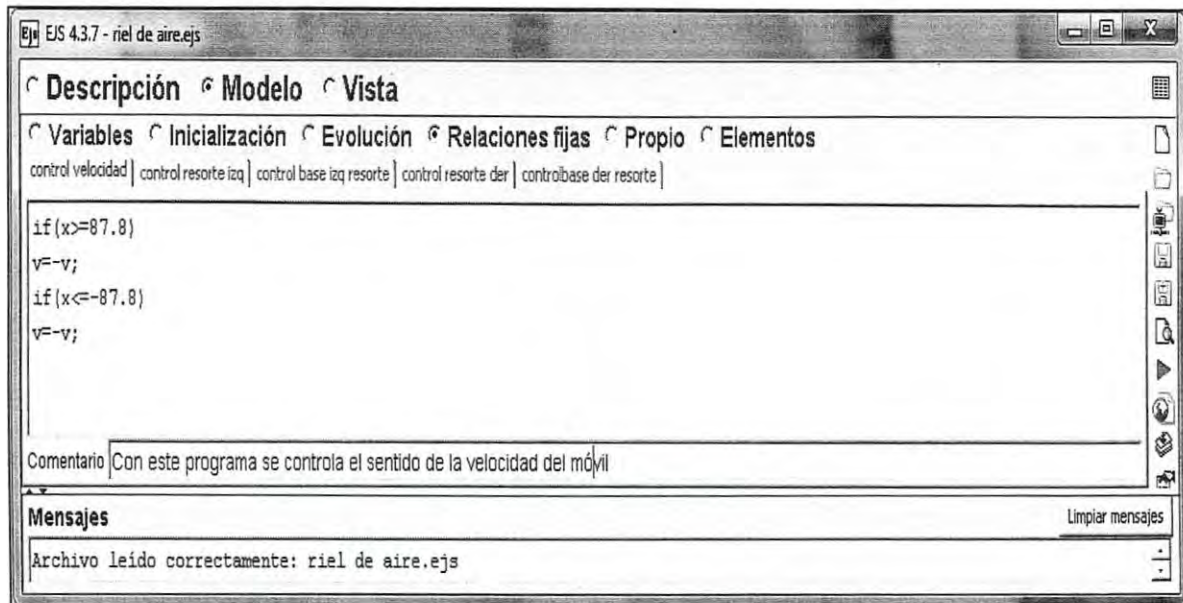 EJS 4.3.7 - riel de aire.ejs
Descripción Modelo Vista
Variables Inicialización Evolución Relaciones fijas Propio Elementos
control velocidad control resorte izq control base izq resorte control resorte der controlbase der resorte
if(x>=87.8)
v=-v;
if(x<=-87.8)
v=-v;
Comentario Con este programa se controla el sentido de la velocidad del móvil
Mensajes Limpiar mensajes
Archivo leído correctamente: riel de aire.ejs